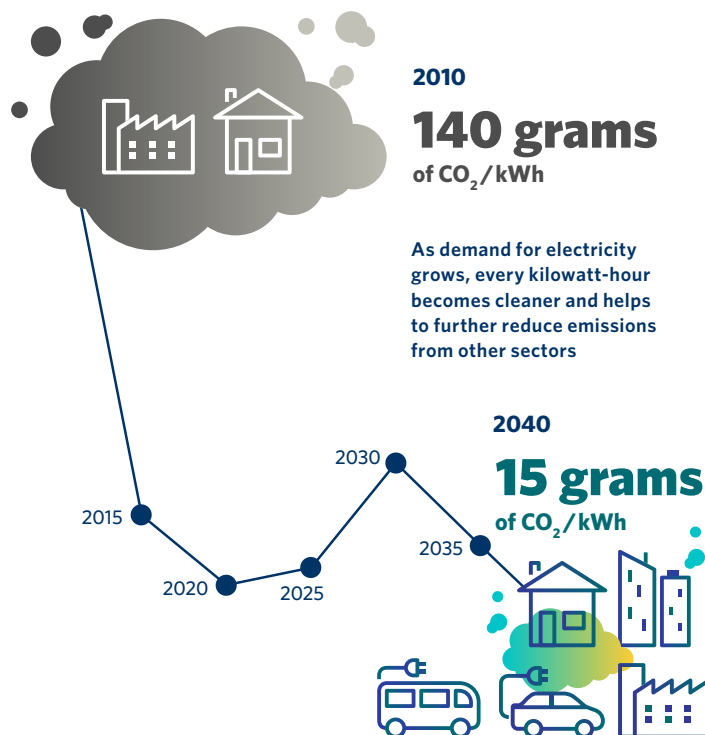 2010
140 grams
of CO₂/kWh
As demand for electricity
grows, every kilowatt-hour
becomes cleaner and helps
to further reduce emissions
from other sectors
2040
15 grams
of CO₂/kWh
2030
2015
2035
2020
2025